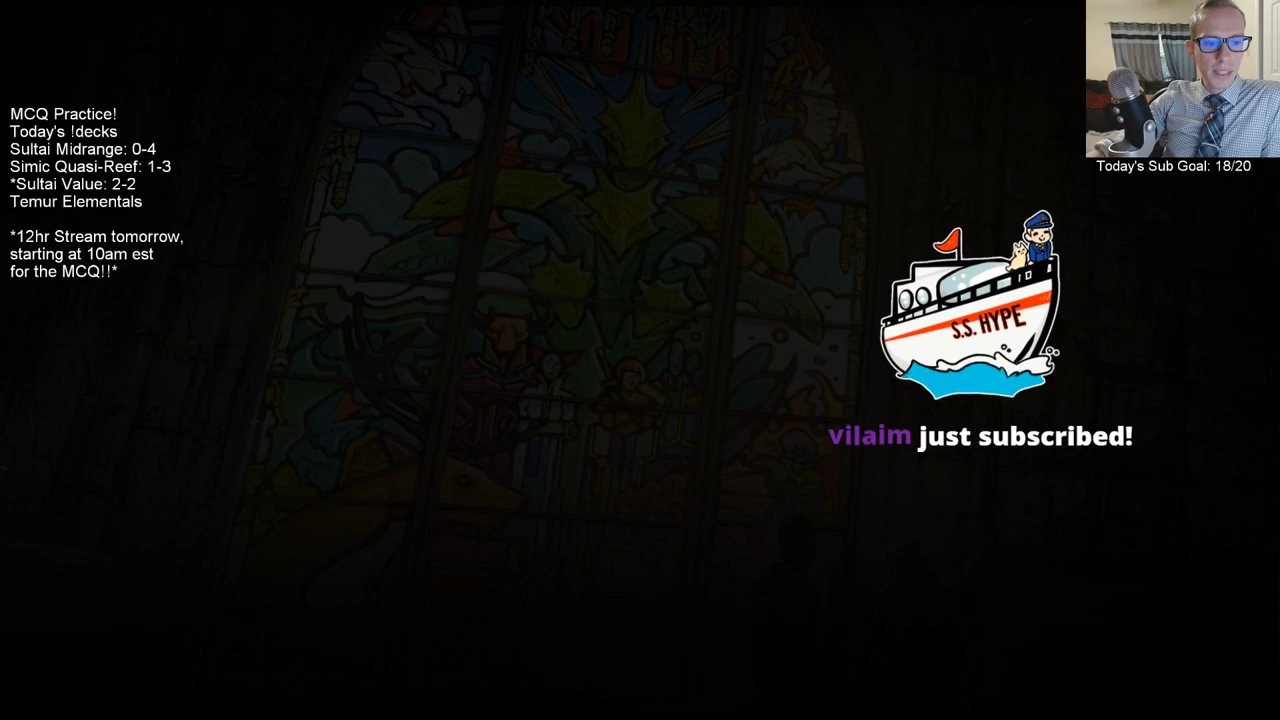 MCQ Practice!
Today's !decks
Sultai Midrange: 0-4
Simic Quasi-Reef: 1-3
*Sultai Value: 2-2
Temur Elementals
*12hr Stream tomorrow,
starting at 10am est
for the MCQ!!*
Today's Sub Goal: 18/20
S.S. HYPE
vilaim just subscribed!